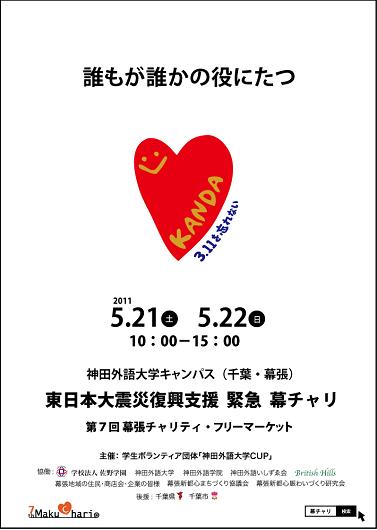 誰もが誰かの役にたつ
KANDA
3.11を忘れない
2011
5.21土 5.22日
10：00－15：00
神田外語大学キャンパス（千葉・幕張）
東日本大震災復興支援 緊急 幕チャリ
第７回 幕張チャリティ・フリーマーケット
主催：学生ボランティア団体「神田外語大学CUP」
協働： 学校法人 佐野学園 神田外語大学 神田外語学院 神田外語いしずゑ会 British Hills
幕張地域の住民・商店会・企業の皆様 幕張新都心まちづくり協議会 幕張新都心賑わいづくり研究会
後援：千葉県 千葉市
7th Maku Chari@
幕チャリ 検索